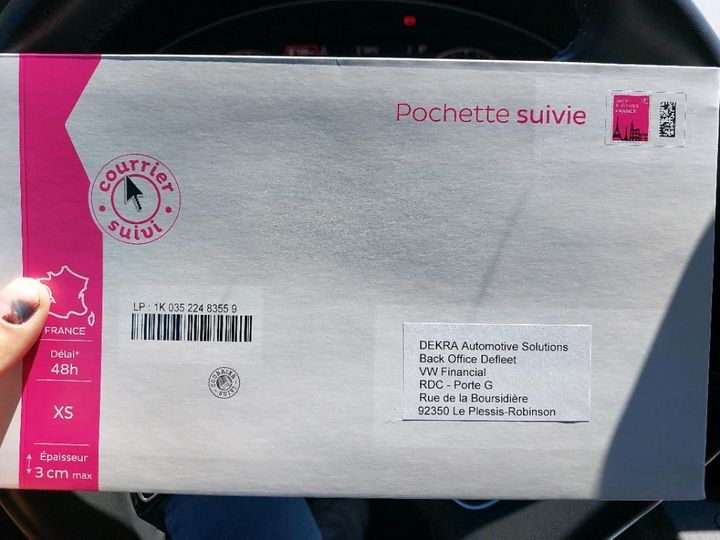 Pochette suivie
courrier
suivi
LP : 1K 035 224 8355 9
FRANCE
Délai*
48h
XS
Épaisseur
3 cm max
DEKRA Automotive Solutions
Back Office Defleet
VW Financial
RDC - Porte G
Rue de la Boursidière
92350 Le Plessis-Robinson